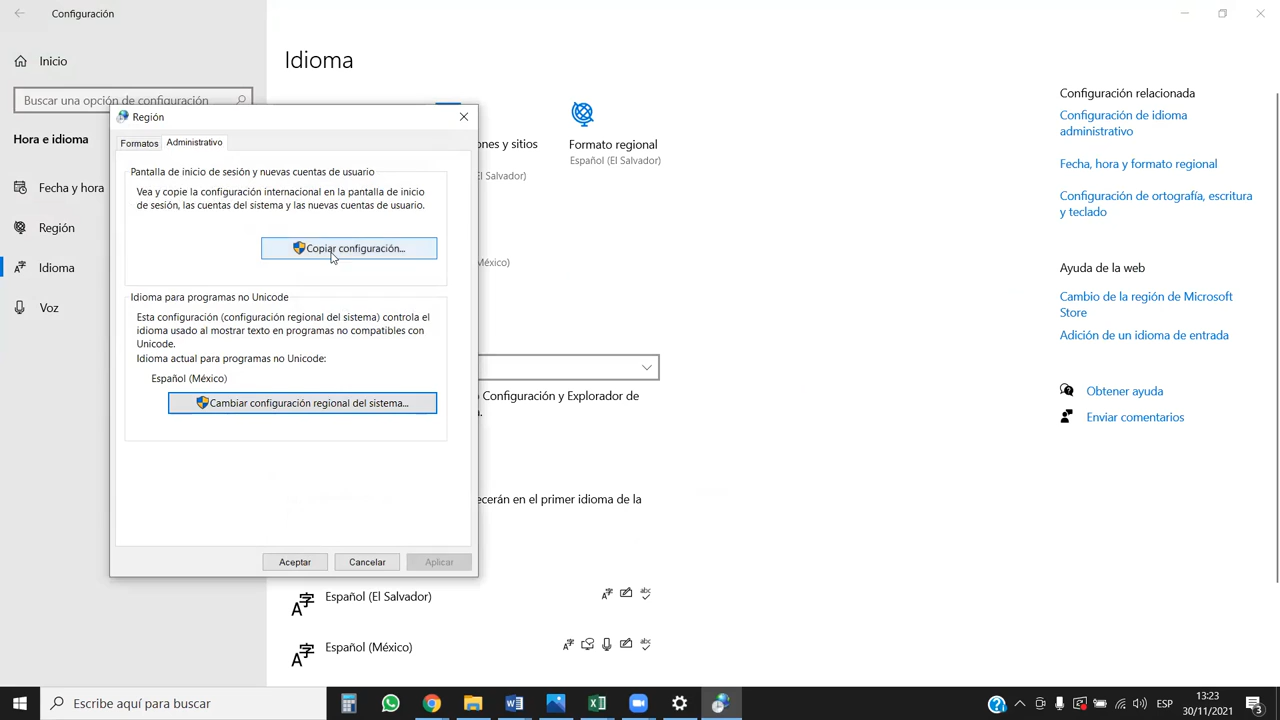 Configuración
Inicio
Buscar una opción de configuración
Hora e idioma
Fecha y hora
Región
Idioma
Voz
Idioma
nes y sitios
El Salvador)
Formato regional
Español (El Salvador)
México)
Configuración y Explorador de
ecerán en el primer idioma de la
Español (El Salvador)
Español (México)
Región
Formatos
Administrativo
Pantalla de inicio de sesión y nuevas cuentas de usuario
Vea y copie la configuración internacional en la pantalla de inicio
de sesión, las cuentas del sistema y las nuevas cuentas de usuario.
Copiar configuración...
Idioma para programas no Unicode
Esta configuración (configuración regional del sistema) controla el
idioma usado al mostrar texto en programas no compatibles con
Unicode.
Idioma actual para programas no Unicode:
Español (México)
Cambiar configuración regional del sistema...
Aceptar
Cancelar
Aplicar
Configuración relacionada
Configuración de idioma
administrativo
Fecha, hora y formato regional
Configuración de ortografía, escritura
y teclado
Ayuda de la web
Cambio de la región de Microsoft
Store
Adición de un idioma de entrada
Obtener ayuda
Enviar comentarios
Escribe aquí para buscar
ESP
13:23
30/11/2021
3